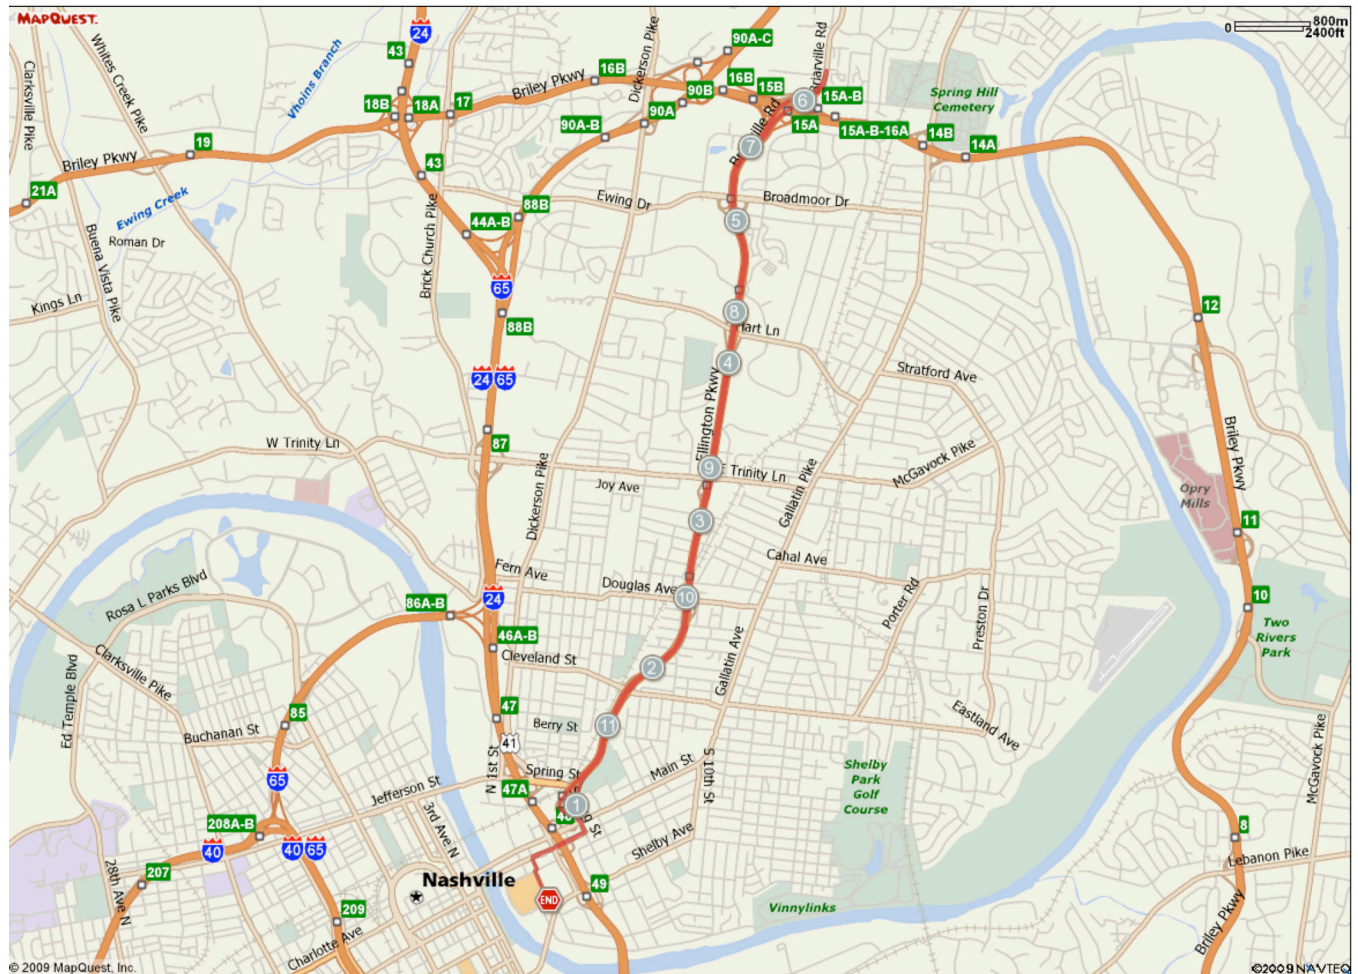 MAPQUEST.
24
43
90A-C
800m
0
2400ft
Clarksville Pike
Whites Creek Pike
Vhoins Branch
Dickerson Pike
16B
Briley Pkwy
90B
16B
15B
6
15A-B
Spring Hill
Cemetery
18B
18A
17
90A
90A-B
15A
15A-B-16A
14B
14A
19
Briley Pkwy
7
43
21A
Ewing Creek
Ewing Dr
Broadmoor Dr
88B
44A-B
5
Roman Dr
Buena Vista Pike
Brick Church Pike
65
Kings Ln
88B
8
12
4
24
65
Stratford Ave
Ellington Pkwy
W Trinity Ln
87
9
E Trinity Ln
McGavock Pike
Gallatin Pike
Briley Pkwy
Joy Ave
Dickerson Pike
Opry
Mills
3
11
Cahal Ave
Fern Ave
Rosa L Parks Blvd
Douglas Ave
10
86A-B
24
Porter Rd
Preston Dr
10
46A-B
Two
Rivers
Park
Cleveland St
2
Gallatin Ave
Clarksville Pike
Ed Temple Blvd
85
47
Berry St
11
Eastland Ave
Buchanan St
41
N 1st St
65
Spring St
Main St
S 10th St
Shelby
Park
Golf
Course
McGavock Pike
Jefferson St
47A
1
3rd Ave N
208A-B
40
40
65
Shelby Ave
8
Lebanon Pike
28th Ave N
207
Nashville
49
END
209
Vinnylinks
Charlotte Ave
Briley Pkwy
© 2009 MapQuest, Inc.
©2009 NAVTEQ